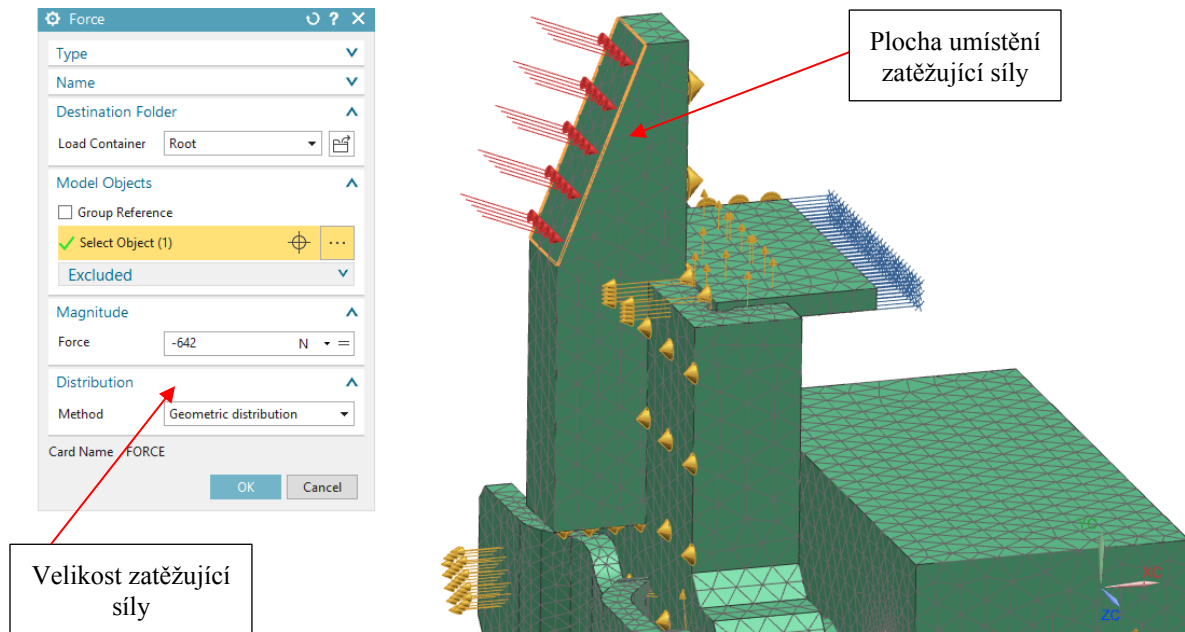 Force
Type
Name
Destination Folder
Load Container Root
Model Objects
Group Reference
Select Object (1)
Excluded
Magnitude
Force -642 N
Distribution
Method Geometric distribution
Card Name FORCE
OK Cancel
Velikost zatěžující
síly
Plocha umístění
zatěžující síly
YC
XC
ZC